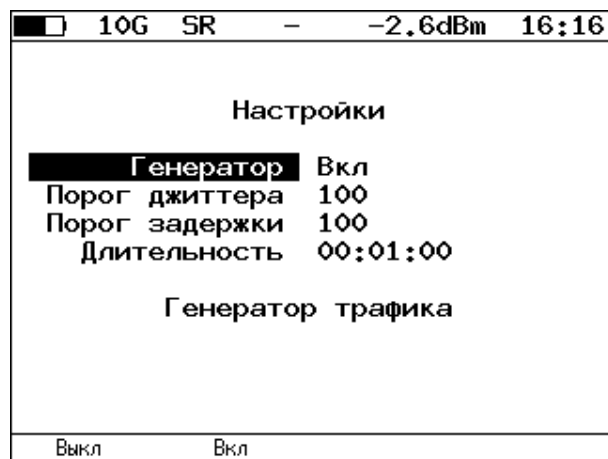 10G SR – -2.6dBm 16:16
Настройки
Генератор Вкл
Порог джиттера 100
Порог задержки 100
Длительность 00:01:00
Генератор трафика
Выкл Вкл